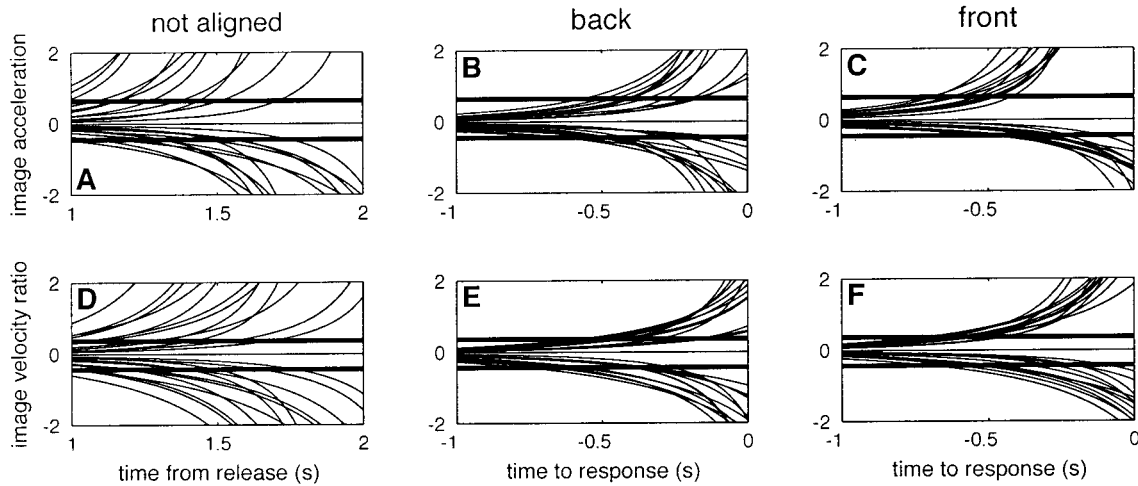 not aligned back front
image acceleration
2
0
-2
A
1 1.5 2
2
0
-2
B
-1 -0.5 0
2
0
-2
C
-1 -0.5
image velocity ratio
2
0
-2
D
1 1.5 2
time from release (s)
2
0
-2
E
-1 -0.5 0
time to response (s)
2
0
-2
F
-1 -0.5 0
time to response (s)